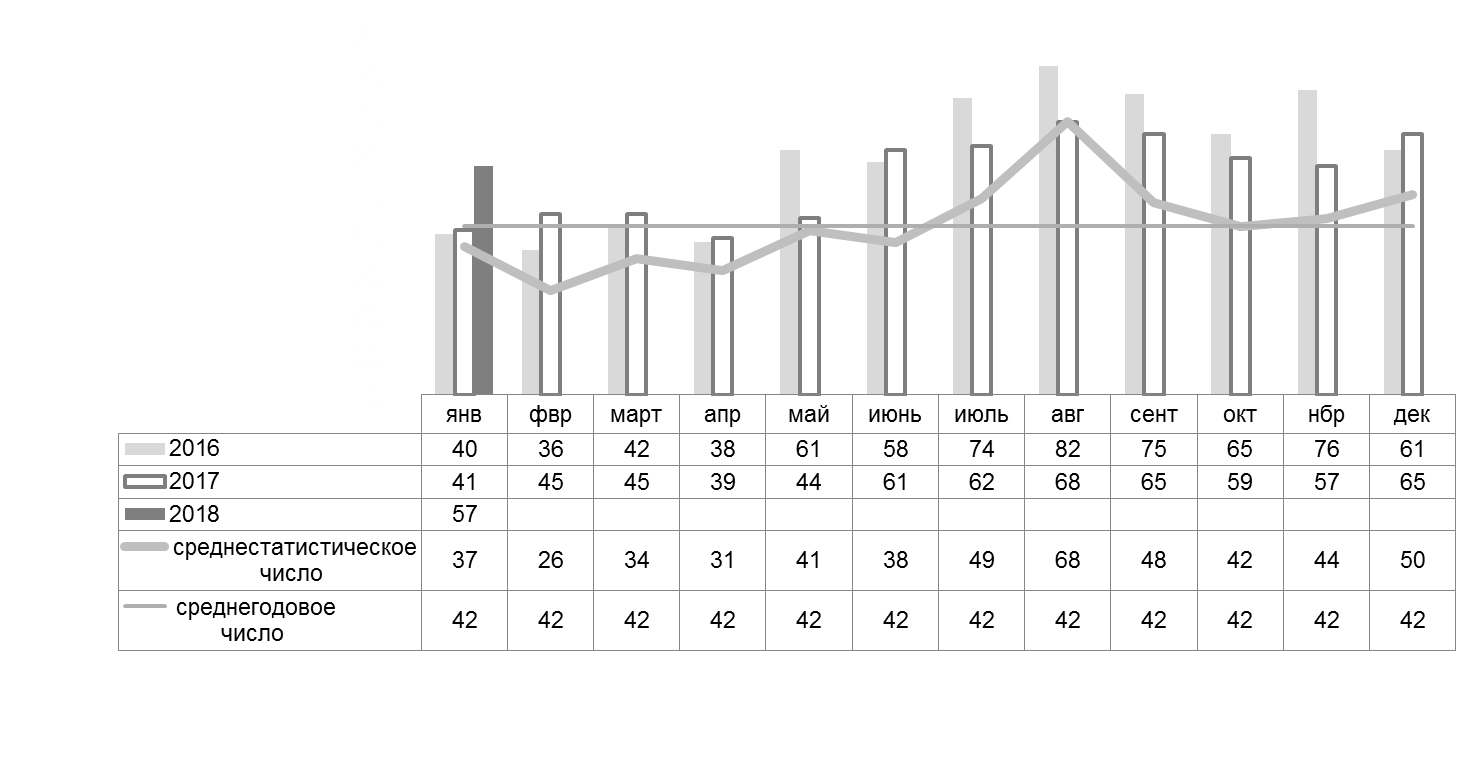 янв фвр март апр май июнь июль авг сент окт нбр дек
2016 40 36 42 38 61 58 74 82 75 65 76 61
2017 41 45 45 39 44 61 62 68 65 59 57 65
2018 57
среднестатистическое
число 37 26 34 31 41 38 49 68 48 42 44 50
среднегодовое
число 42 42 42 42 42 42 42 42 42 42 42 42